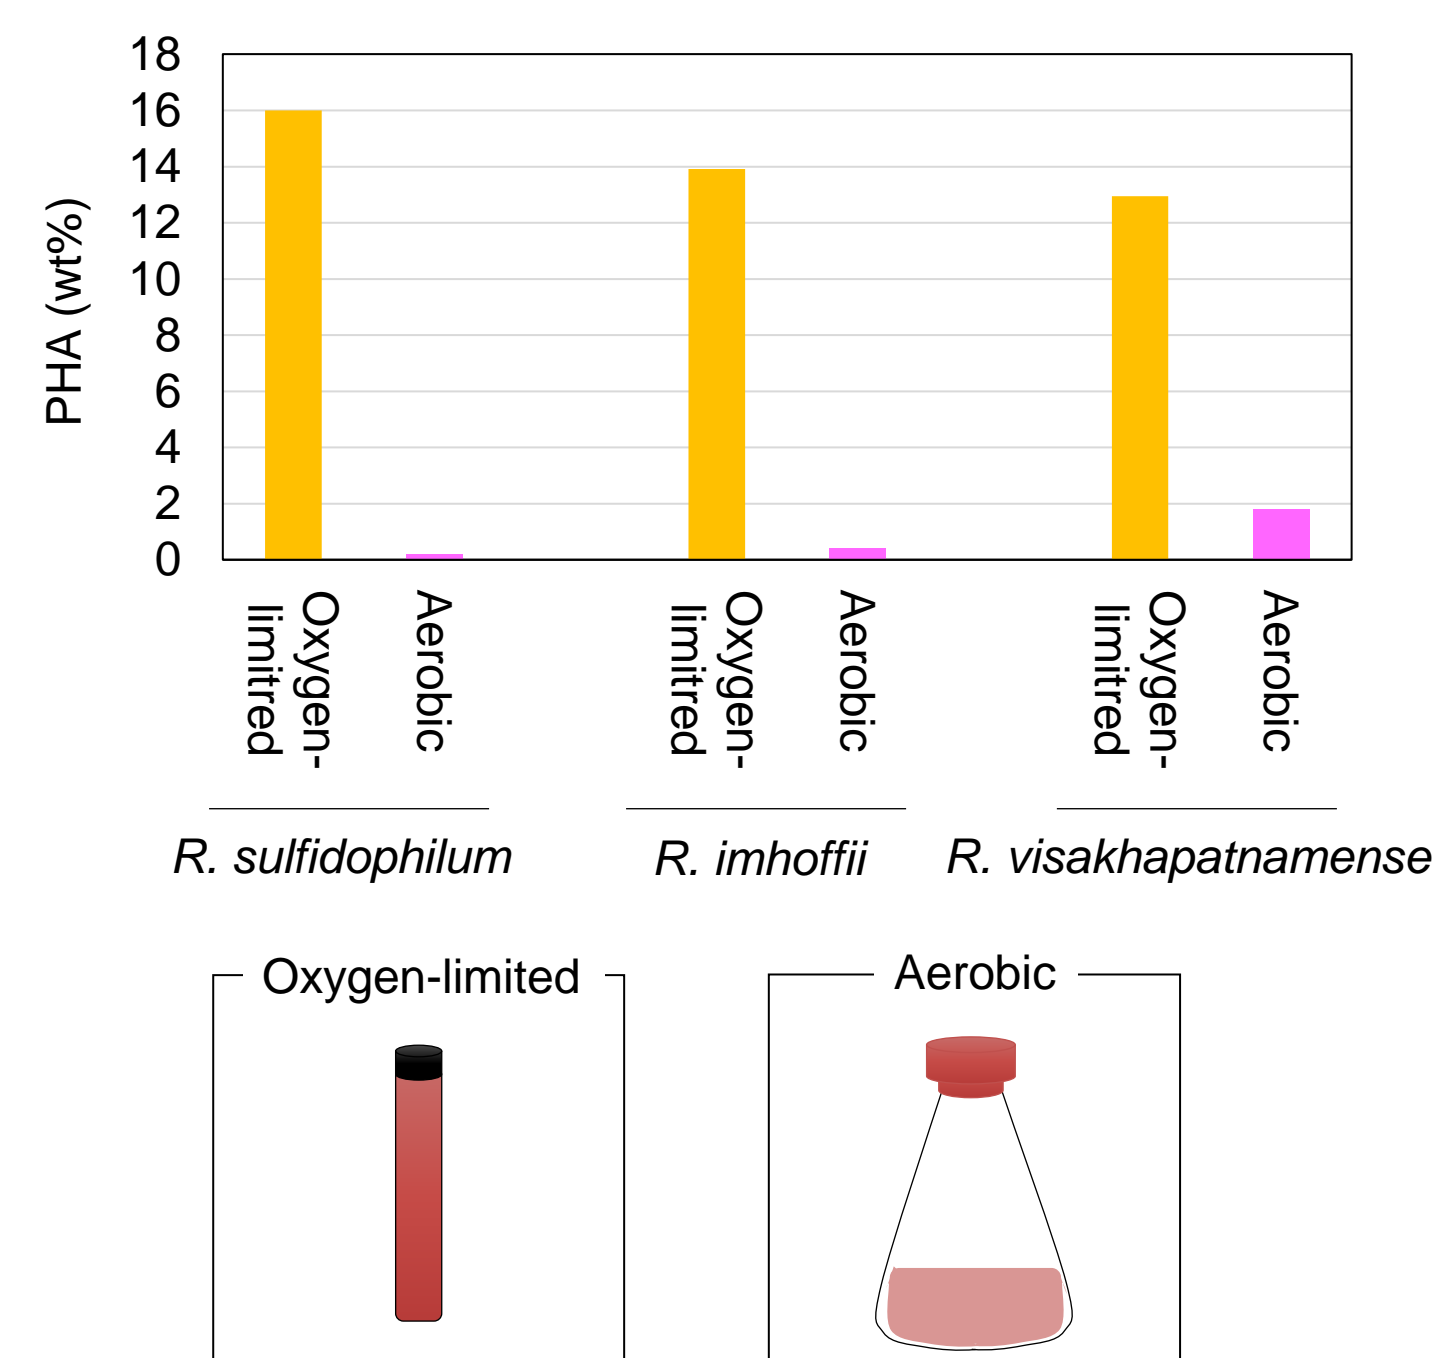 18
16
14
12
10
8
6
4
2
0
PHA (wt%)
Oxygen-
limitred
Aerobic
Oxygen-
limitred
Aerobic
Oxygen-
limitred
Aerobic
R. sulfidophilum
R. imhoffii
R. visakhapatnamense
Oxygen-limited
Aerobic